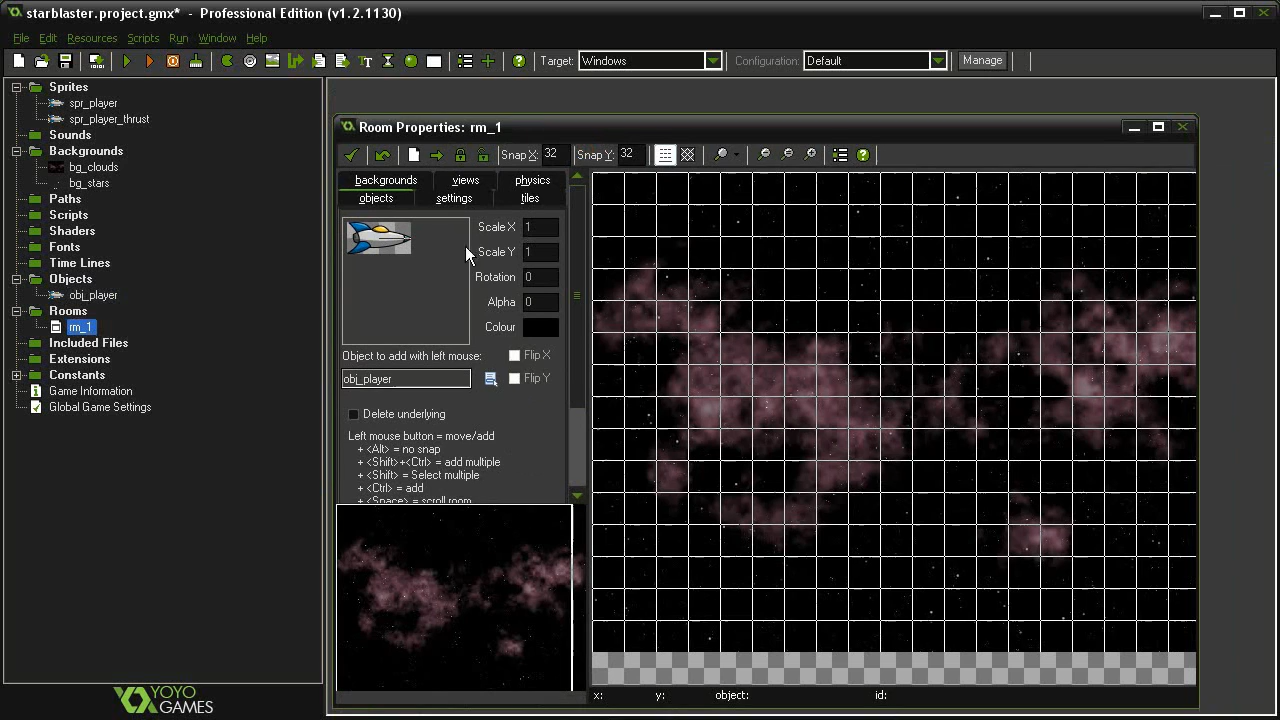 starblaster.project.gmx* - Professional Edition (v1.2.1130)
File Edit Resources Scripts Run Window Help
Target: Windows Configuration: Default Manage
Sprites
spr_player
spr_player_thrust
Sounds
Backgrounds
bg_clouds
bg_stars
Paths
Scripts
Shaders
Fonts
Time Lines
Objects
obj_player
Rooms
rm_1
Included Files
Extensions
Constants
Game Information
Global Game Settings
YOYO
GAMES
Room Properties: rm_1
Snap X: 32 Snap Y: 32
backgrounds views physics
objects settings tiles
Scale X 1
Scale Y 1
Rotation 0
Alpha 0
Colour
Object to add with left mouse: Flip X
obj_player Flip Y
Delete underlying
Left mouse button = move/add
+ <Alt> = no snap
+ <Shift>+<Ctrl> = add multiple
+ <Shift> = Select multiple
+ <Ctrl> = add
+ <Space> = scroll room
x: y: object: id: